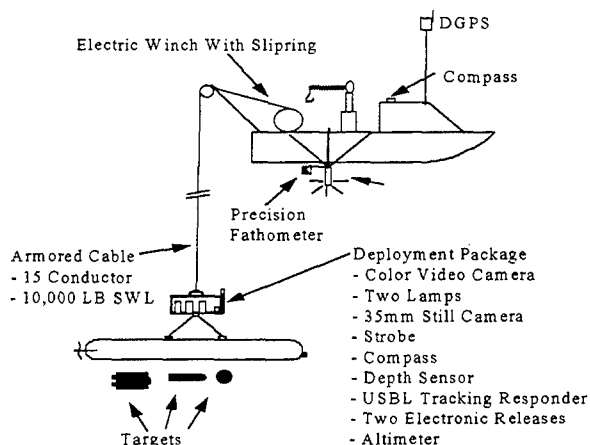 DGPS
Electric Winch With Slipring
Compass
Precision
Fathometer
Armored Cable
- 15 Conductor
- 10,000 LB SWL
Deployment Package
- Color Video Camera
- Two Lamps
- 35mm Still Camera
- Strobe
- Compass
- Depth Sensor
- USBL Tracking Responder
- Two Electronic Releases
- Altimeter
Targets